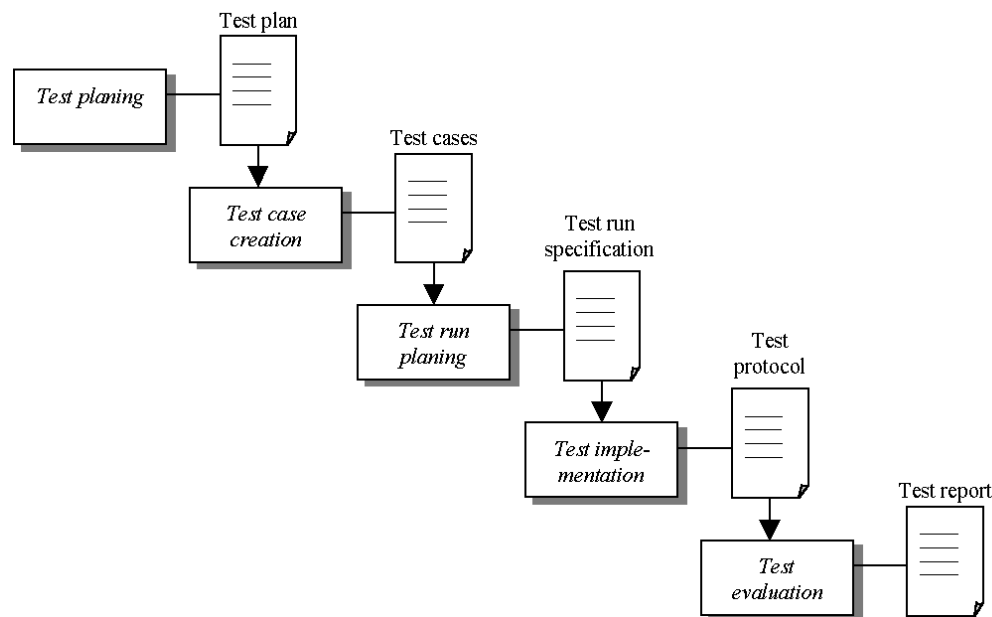 Test plan
Test planing
Test cases
Test case
creation
Test run
specification
Test run
planing
Test
protocol
Test imple-
mentation
Test report
Test
evaluation